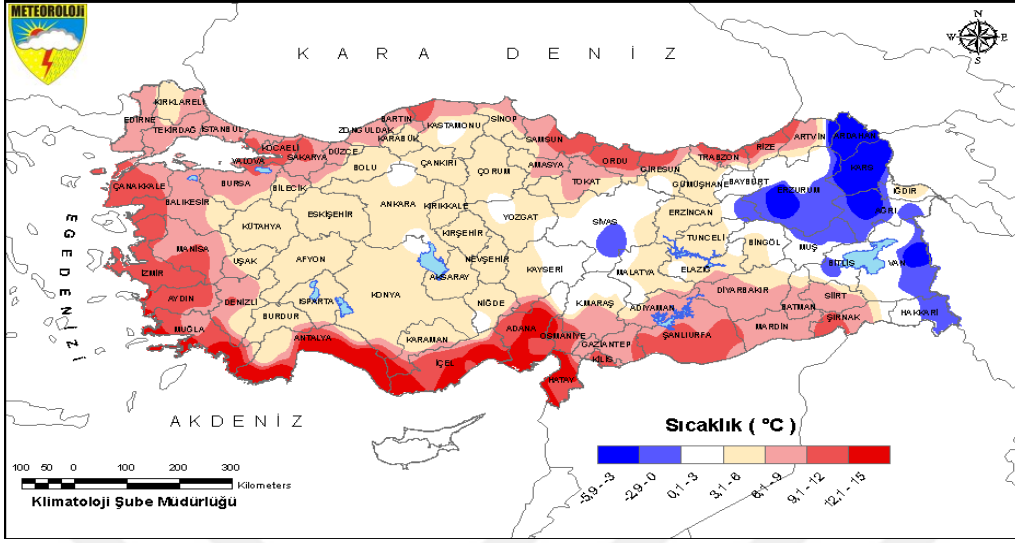 METEOROLOJİ
N
W E
S
K A R A D E N İ Z
KIRKLARELİ
EDİRNE
TEKİRDAĞ
İSTANBUL
KOCAELİ
YALOVA
SAKARYA
DÜZCE
ZONGULDAK
BARTIN
KARABÜK
KASTAMONU
SİNOP
SAMSUN
ORDU
GİRESUN
TRABZON
RİZE
ARTVİN
ARDAHAN
KARS
IĞDIR
AĞRI
ERZURUM
BAYBURT
GÜMÜŞHANE
ERZİNCAN
TOKAT
AMASYA
ÇORUM
ÇANKIRI
BOLU
BİLECİK
BURSA
ÇANAKKALE
BALIKESİR
ESKİŞEHİR
ANKARA
KIRIKKALE
YOZGAT
SİVAS
TUNCELİ
BİNGÖL
MUŞ
BİTLİS
VAN
HAKKARİ
SİİRT
ŞIRNAK
BATMAN
MARDİN
DİYARBAKIR
ELAZIĞ
MALATYA
KAYSERİ
NEVŞEHİR
KIRŞEHİR
AKSARAY
KÜTAHYA
MANİSA
UŞAK
AFYON
İZMİR
AYDIN
DENİZLİ
ISPARTA
KONYA
NİĞDE
K.MARAŞ
ADIYAMAN
ŞANLIURFA
GAZİANTEP
KİLİS
OSMANİYE
ADANA
HATAY
İÇEL
KARAMAN
ANTALYA
BURDUR
MUĞLA
E G E D E N İ Z İ
A K D E N İ Z
Sıcaklık ( °C )
-5,9 - -3
-2,9 - 0
0,1 - 3
3,1 - 6
6,1 - 9
9,1 - 12
12,1 - 15
100 50 0 100 200 300
Kilometers
Klimatoloji Şube Müdürlüğü